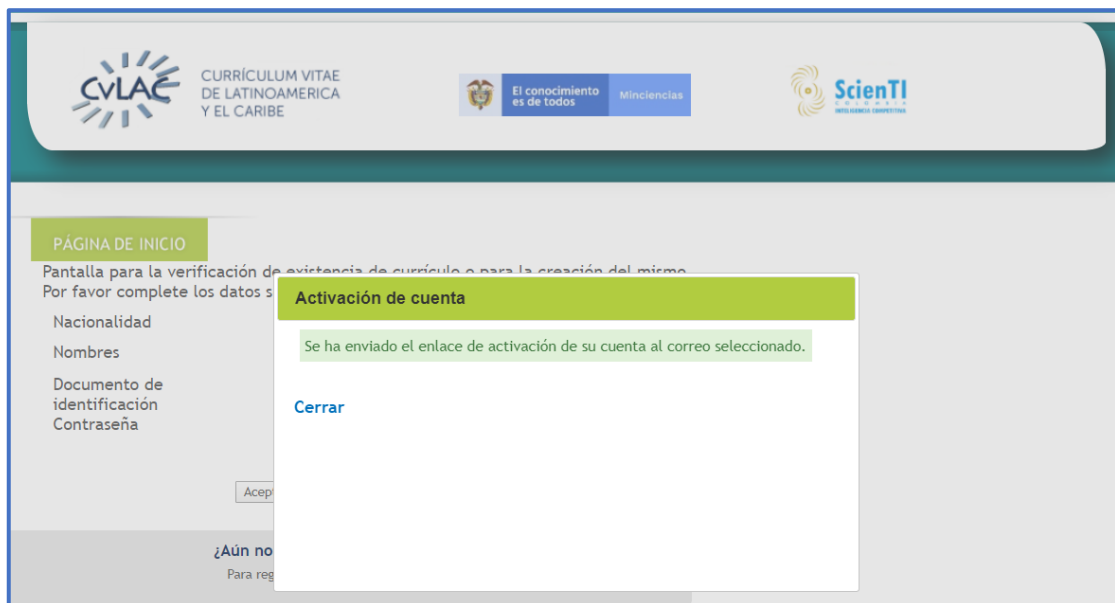 CvLAC
CURRÍCULUM VITAE
DE LATINOAMERICA
Y EL CARIBE
El conocimiento
es de todos
Minciencias
ScienTI
COLOMBIA
INTELIGENCIA COMPETITIVA
PÁGINA DE INICIO
Pantalla para la verificación de existencia de currículo o para la creación del mismo
Por favor complete los datos s
Nacionalidad
Nombres
Documento de
identificación
Contraseña
Activación de cuenta
Se ha enviado el enlace de activación de su cuenta al correo seleccionado.
Cerrar
Acep
¿Aún no
Para reg